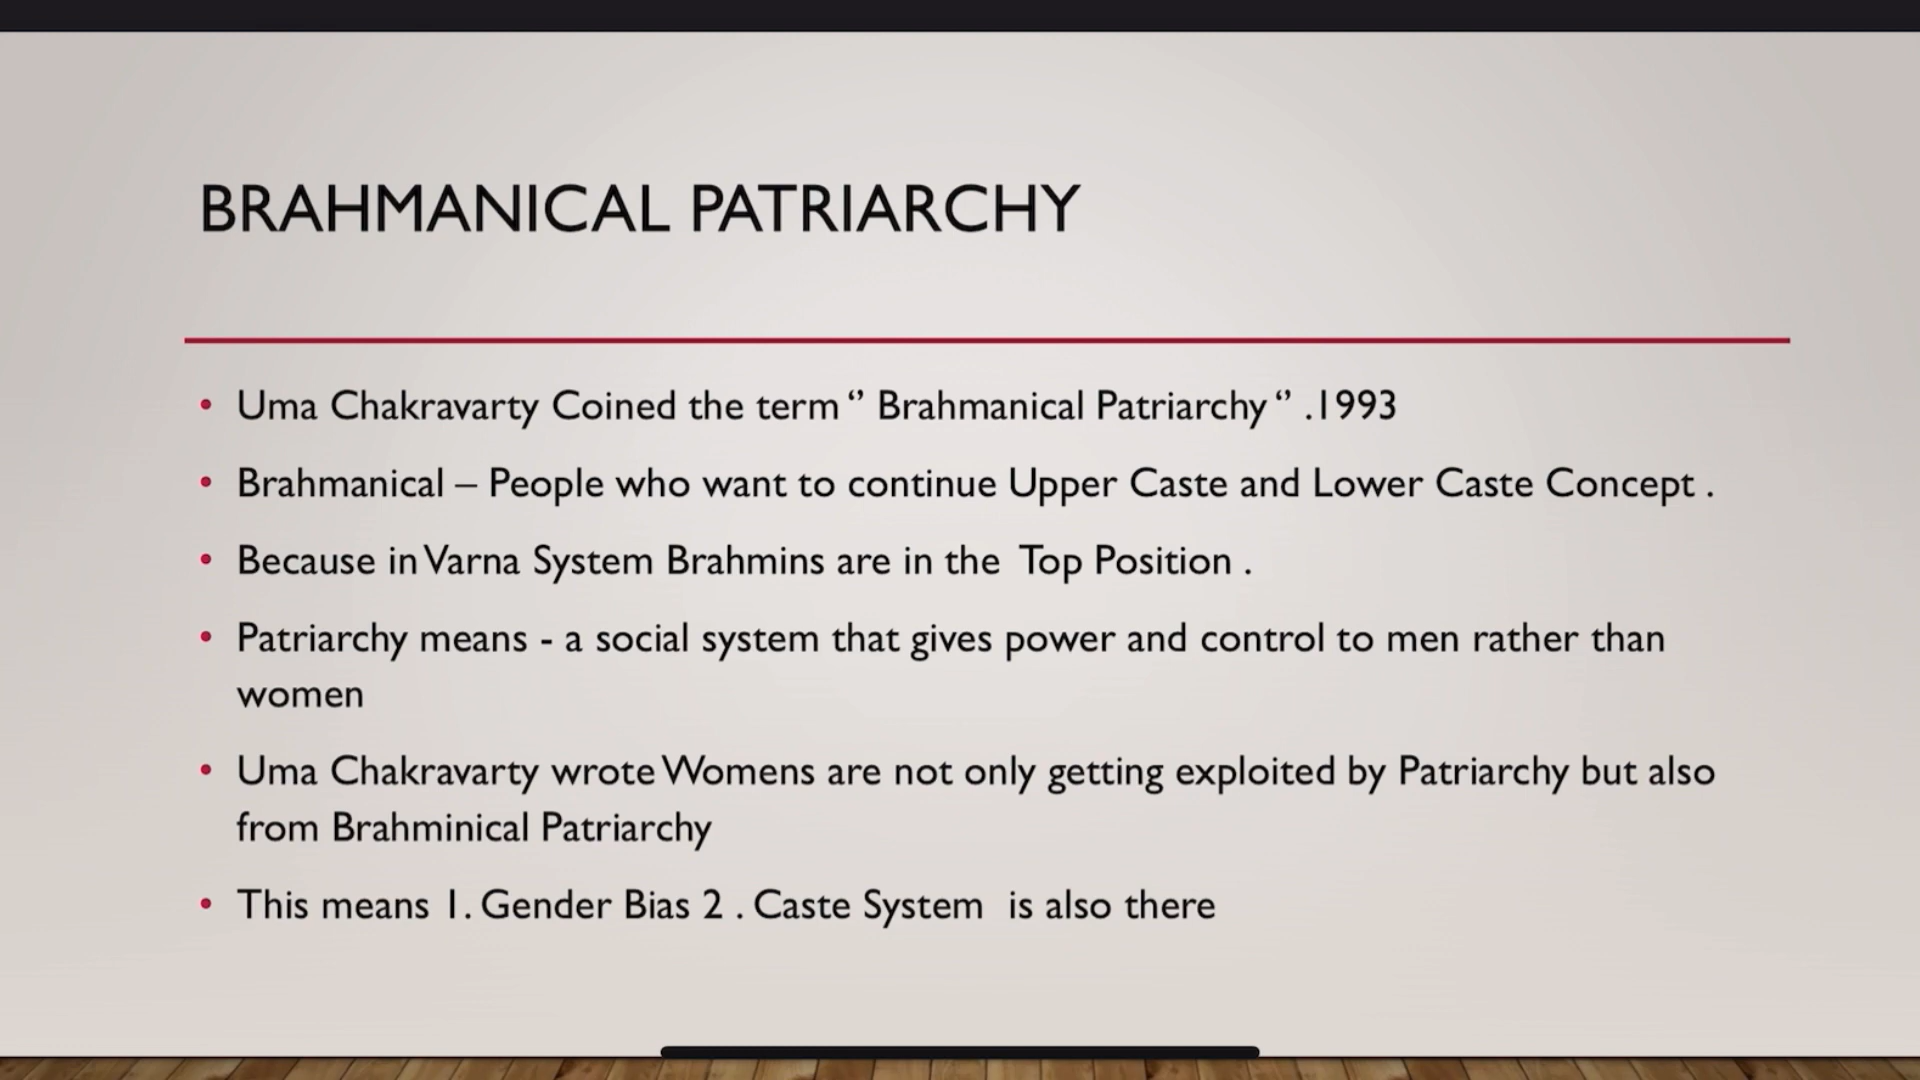 BRAHMANICAL PATRIARCHY
• Uma Chakravarty Coined the term “ Brahmanical Patriarchy “ .1993
• Brahmanical – People who want to continue Upper Caste and Lower Caste Concept .
• Because in Varna System Brahmins are in the Top Position .
• Patriarchy means - a social system that gives power and control to men rather than
women
• Uma Chakravarty wrote Womens are not only getting exploited by Patriarchy but also
from Brahminical Patriarchy
• This means 1. Gender Bias 2 . Caste System is also there